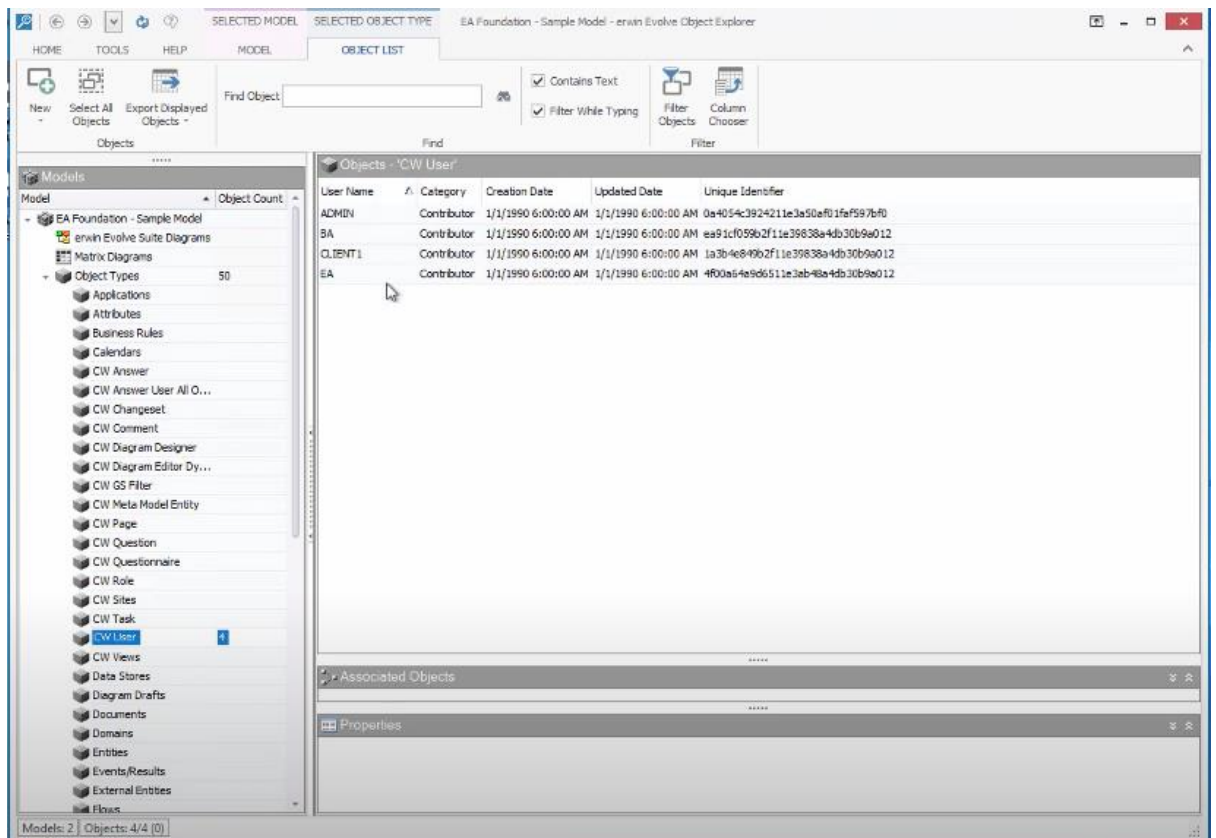 SELECTED MODEL SELECTED OBJECT TYPE EA Foundation - Sample Model - erwin Evolve Object Explorer
HOME TOOLS HELP MODEL OBJECT LIST
New Select All Objects Export Displayed Objects
Find Object
Contains Text
Filter While Typing
Filter Objects Column Chooser
Objects Find Filter
Models
Model Object Count
EA Foundation - Sample Model
erwin Evolve Suite Diagrams
Matrix Diagrams
Object Types 50
Applications
Attributes
Business Rules
Calendars
CW Answer
CW Answer User All O...
CW Changeset
CW Comment
CW Diagram Designer
CW Diagram Editor Dy...
CW GS Filter
CW Meta Model Entity
CW Page
CW Question
CW Questionnaire
CW Role
CW Sites
CW Task
CW User 4
CW Views
Data Stores
Diagram Drafts
Documents
Domains
Entities
Events/Results
External Entities
Flows
Objects - 'CW User'
User Name Category Creation Date Updated Date Unique Identifier
ADMIN Contributor 1/1/1990 6:00:00 AM 1/1/1990 6:00:00 AM 0a4054c3924211e3a50af01faf597bf0
BA Contributor 1/1/1990 6:00:00 AM 1/1/1990 6:00:00 AM ea91cf059b2f11e39838a4db30b9a012
CLIENT1 Contributor 1/1/1990 6:00:00 AM 1/1/1990 6:00:00 AM 1a3b4e849b2f11e39838a4db30b9a012
EA Contributor 1/1/1990 6:00:00 AM 1/1/1990 6:00:00 AM 4f00a64a9d6511e3ab48a4db30b9a012
Associated Objects
Properties
Models: 2 Objects: 4/4 (0)